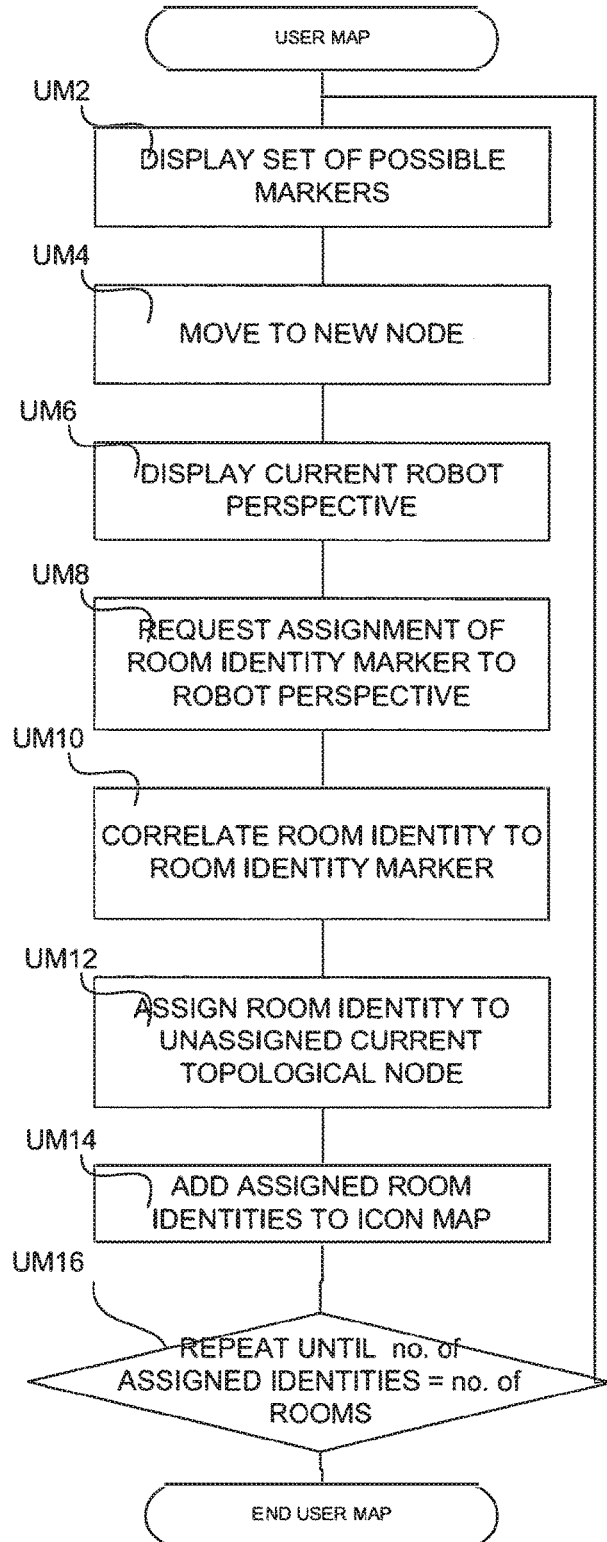 USER MAP
UM2
DISPLAY SET OF POSSIBLE
MARKERS
UM4
MOVE TO NEW NODE
UM6
DISPLAY CURRENT ROBOT
PERSPECTIVE
UM8
REQUEST ASSIGNMENT OF
ROOM IDENTITY MARKER TO
ROBOT PERSPECTIVE
UM10
CORRELATE ROOM IDENTITY TO
ROOM IDENTITY MARKER
UM12
ASSIGN ROOM IDENTITY TO
UNASSIGNED CURRENT
TOPOLOGICAL NODE
UM14
ADD ASSIGNED ROOM
IDENTITIES TO ICON MAP
UM16
REPEAT UNTIL no. of
ASSIGNED IDENTITIES = no. of
ROOMS
END USER MAP